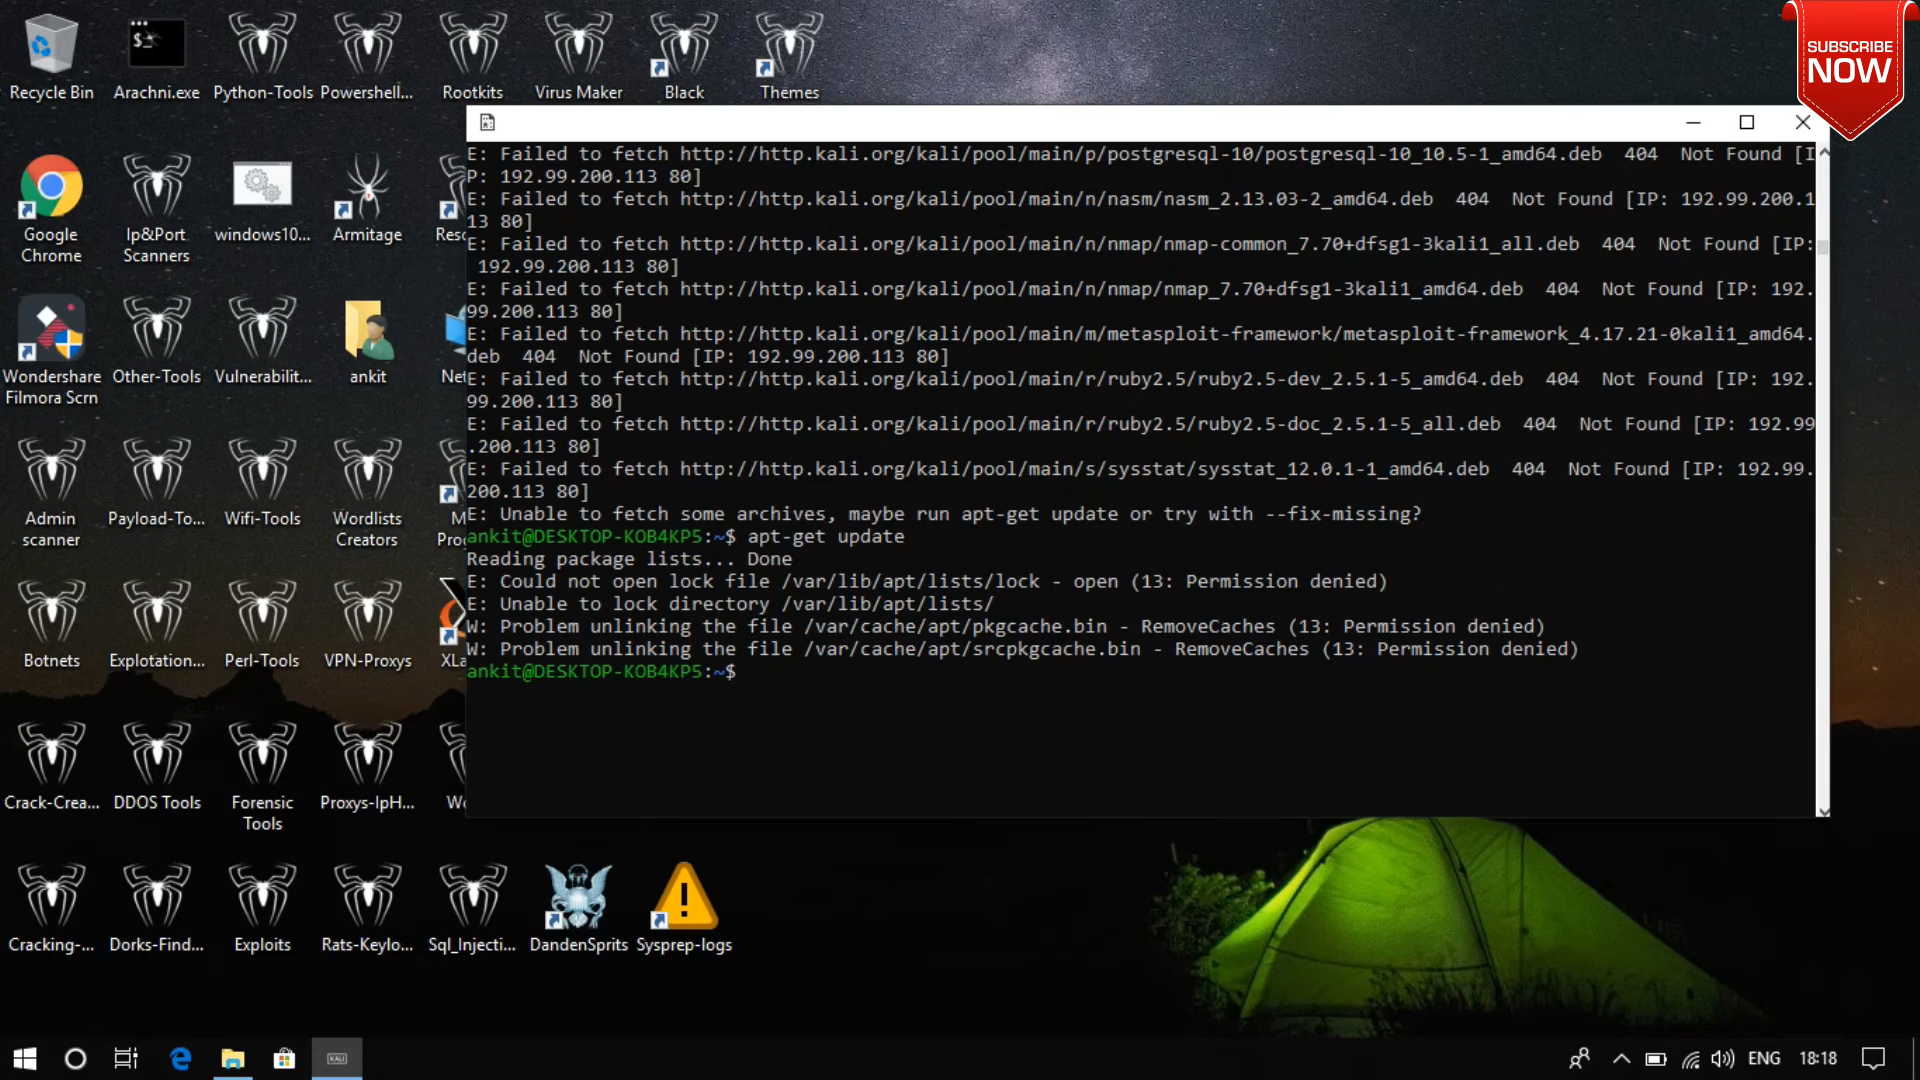 SUBSCRIBE
NOW
Recycle Bin
Arachni.exe
Python-Tools
Powershell...
Rootkits
Virus Maker
Black
Themes
Google
Chrome
Ip&Port
Scanners
windows10...
Armitage
Wondershare
Filmora Scrn
Other-Tools
Vulnerabilit...
ankit
Admin
scanner
Payload-To...
Wifi-Tools
Wordlists
Creators
Botnets
Explotation...
Perl-Tools
VPN-Proxys
Crack-Crea...
DDOS Tools
Forensic
Tools
Proxys-IpH...
Cracking-...
Dorks-Find...
Exploits
Rats-Keylo...
Sql_Injecti...
DandenSprits
Sysprep-logs
E: Failed to fetch http://http.kali.org/kali/pool/main/p/postgresql-10/postgresql-10_10.5-1_amd64.deb  404  Not Found [I
P: 192.99.200.113 80]
E: Failed to fetch http://http.kali.org/kali/pool/main/n/nasm/nasm_2.13.03-2_amd64.deb  404  Not Found [IP: 192.99.200.1
13 80]
E: Failed to fetch http://http.kali.org/kali/pool/main/n/nmap/nmap-common_7.70+dfsg1-3kali1_all.deb  404  Not Found [IP:
 192.99.200.113 80]
E: Failed to fetch http://http.kali.org/kali/pool/main/n/nmap/nmap_7.70+dfsg1-3kali1_amd64.deb  404  Not Found [IP: 192.
99.200.113 80]
E: Failed to fetch http://http.kali.org/kali/pool/main/m/metasploit-framework/metasploit-framework_4.17.21-0kali1_amd64.
deb  404  Not Found [IP: 192.99.200.113 80]
E: Failed to fetch http://http.kali.org/kali/pool/main/r/ruby2.5/ruby2.5-dev_2.5.1-5_amd64.deb  404  Not Found [IP: 192.
99.200.113 80]
E: Failed to fetch http://http.kali.org/kali/pool/main/r/ruby2.5/ruby2.5-doc_2.5.1-5_all.deb  404  Not Found [IP: 192.99
.200.113 80]
E: Failed to fetch http://http.kali.org/kali/pool/main/s/sysstat/sysstat_12.0.1-1_amd64.deb  404  Not Found [IP: 192.99.
200.113 80]
E: Unable to fetch some archives, maybe run apt-get update or try with --fix-missing?
ankit@DESKTOP-KOB4KP5:~$ apt-get update
Reading package lists... Done
E: Could not open lock file /var/lib/apt/lists/lock - open (13: Permission denied)
E: Unable to lock directory /var/lib/apt/lists/
W: Problem unlinking the file /var/cache/apt/pkgcache.bin - RemoveCaches (13: Permission denied)
W: Problem unlinking the file /var/cache/apt/srcpkgcache.bin - RemoveCaches (13: Permission denied)
ankit@DESKTOP-KOB4KP5:~$
KALI
ENG
18:18